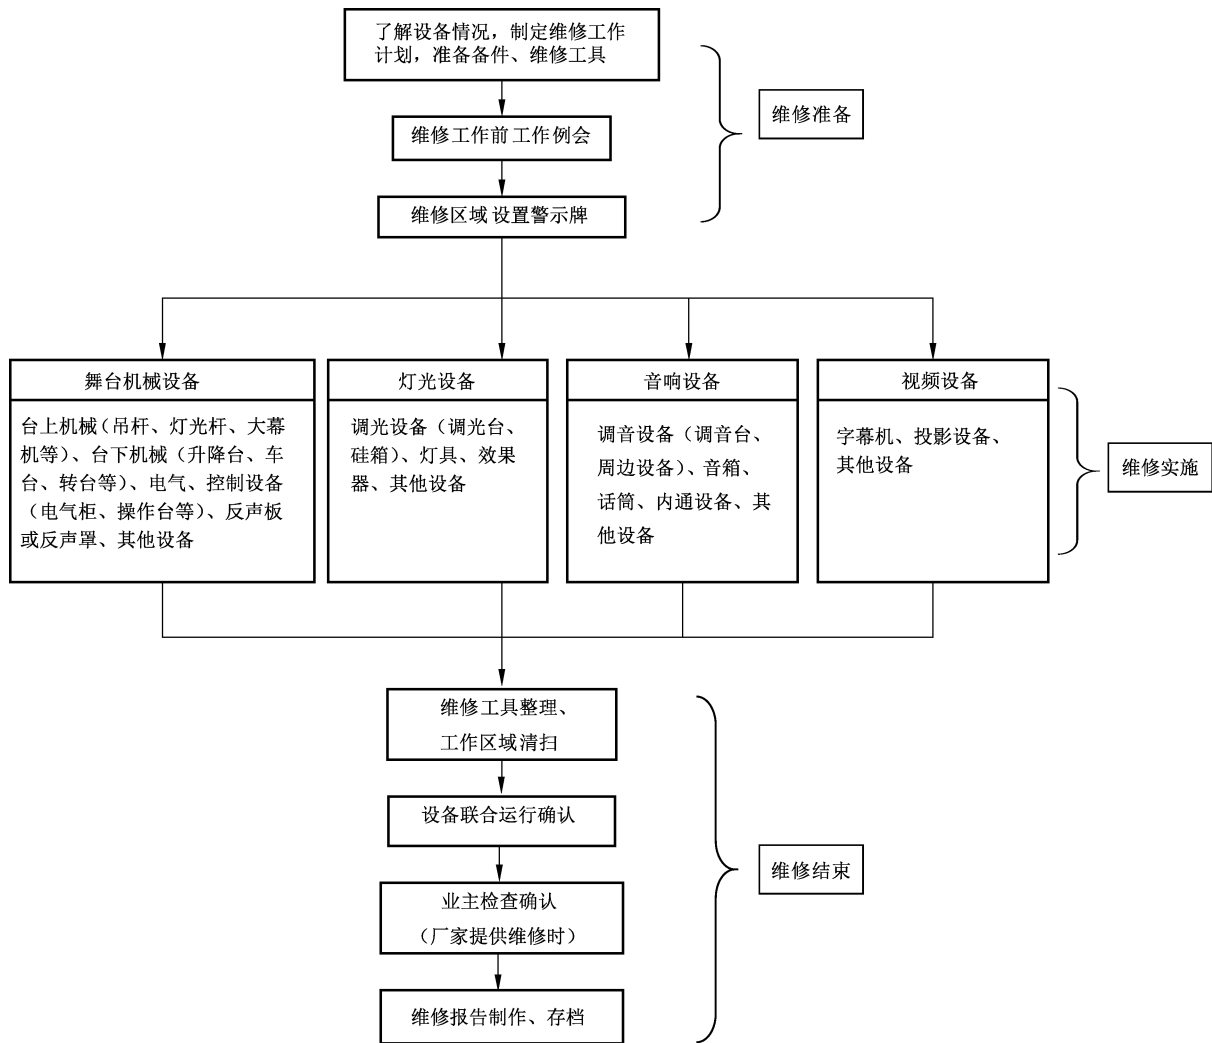 了解设备情况，制定维修工作
计划，准备备件、维修工具
维修准备
维修工作前工作例会
维修区域设置警示牌
舞台机械设备
台上机械（吊杆、灯光杆、大幕
机等）、台下机械（升降台、车
台、转台等）、电气、控制设备
（电气柜、操作台等）、反声板
或反声罩、其他设备
灯光设备
调光设备（调光台、
硅箱）、灯具、效果
器、其他设备
音响设备
调音设备（调音台、
周边设备）、音箱、
话筒、内通设备、其
他设备
视频设备
字幕机、投影设备、
其他设备
维修实施
维修工具整理、
工作区域清扫
设备联合运行确认
维修结束
业主检查确认
（厂家提供维修时）
维修报告制作、存档